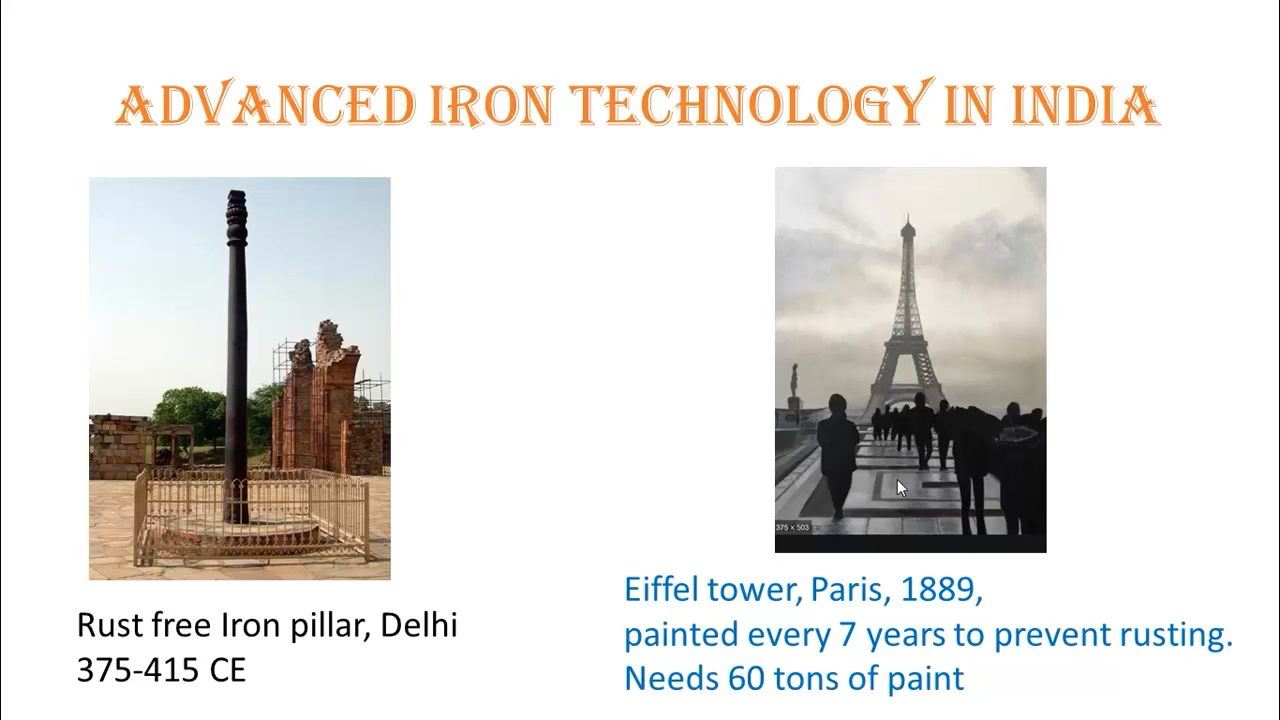 ADVANCED IRON TECHNOLOGY IN INDIA
375 × 503
Rust free Iron pillar, Delhi
375-415 CE
Eiffel tower, Paris, 1889,
painted every 7 years to prevent rusting.
Needs 60 tons of paint